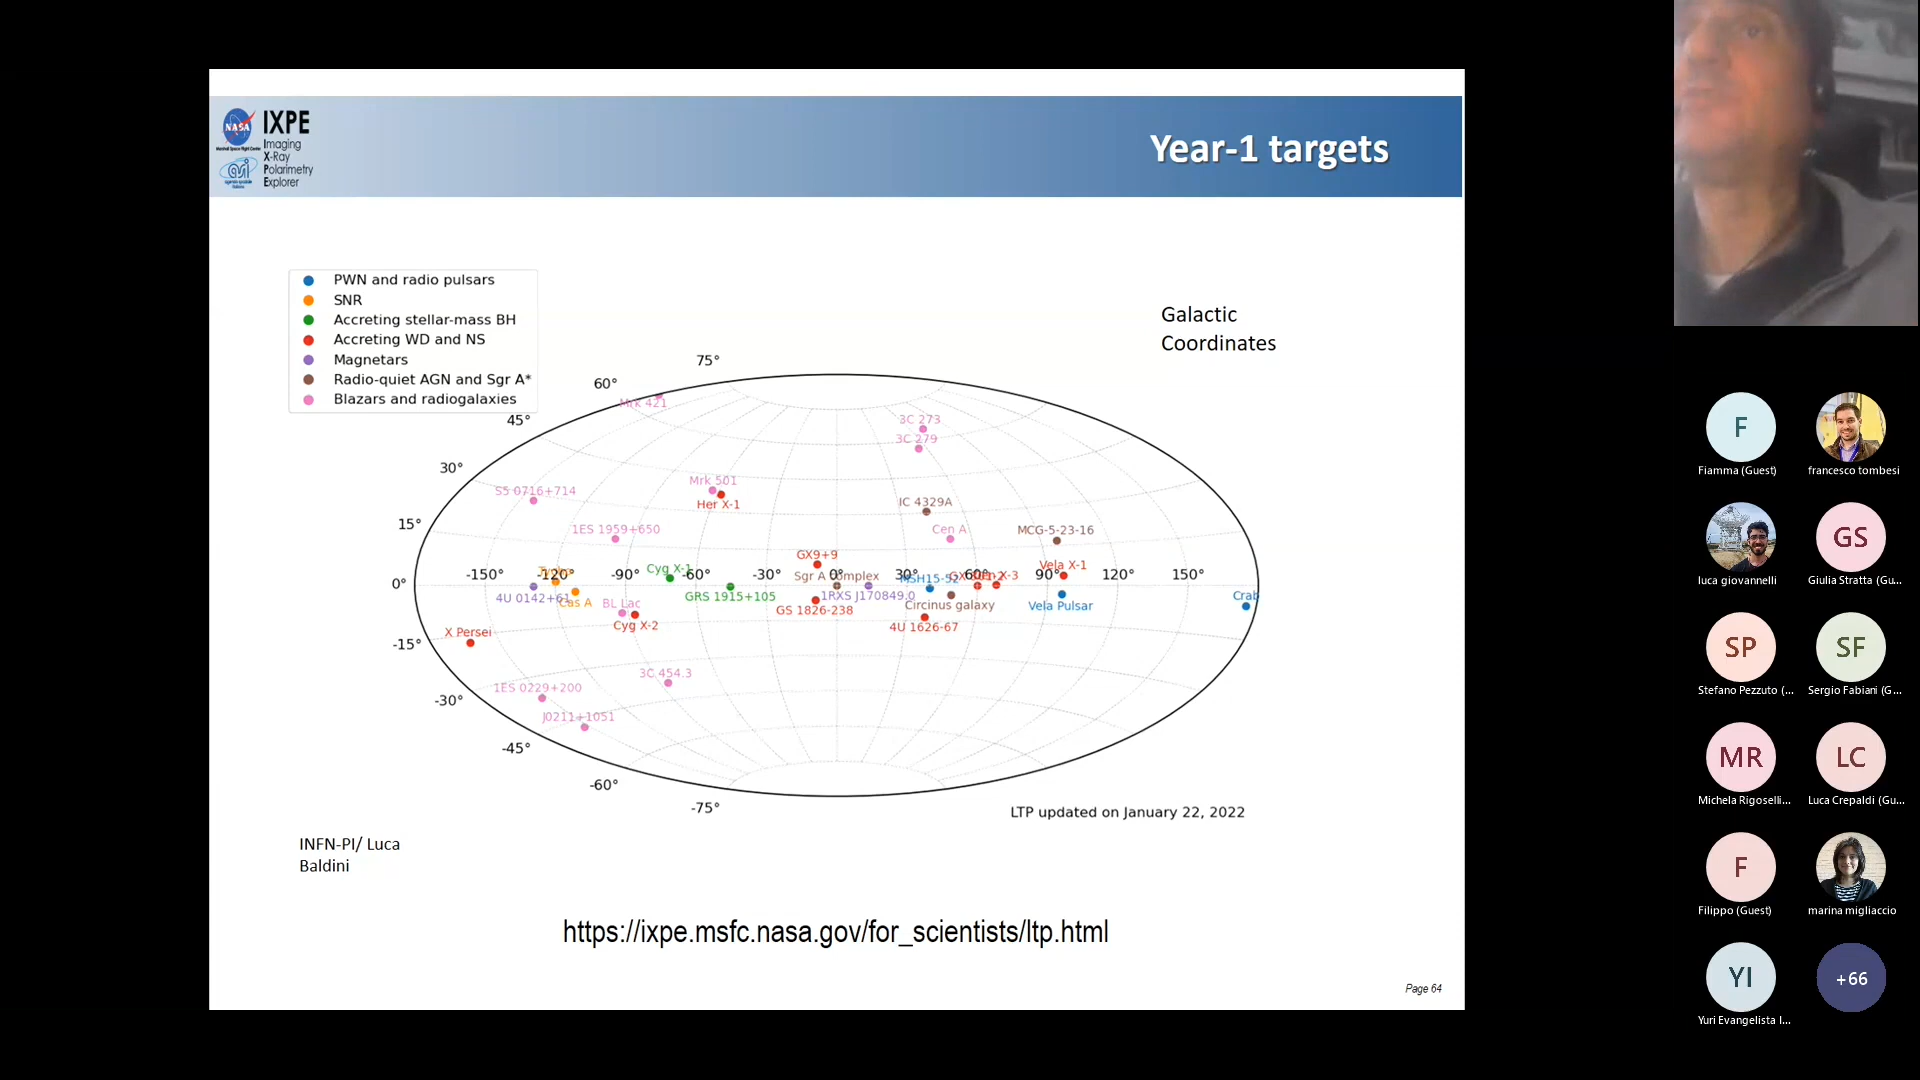 NASA
IXPE
Imaging
X-Ray
Polarimetry
Explorer
asi
Year-1 targets
PWN and radio pulsars
SNR
Accreting stellar-mass BH
Accreting WD and NS
Magnetars
Radio-quiet AGN and Sgr A*
Blazars and radiogalaxies
Galactic
Coordinates
75°
60°
Mrk 421
45°
3C 273
3C 279
30°
Mrk 501
S5 0716+714
Her X-1
IC 4329A
15°
1ES 1959+650
Cen A
MCG-5-23-16
GX9+9
Vela X-1
-150° -120° -90° Cyg X-1 -60° -30° 0° 30° 60° 90° 120° 150°
Sgr A complex
0°
4U 0142+61
Cas A
BL Lac
GRS 1915+105
1RXS J170849.0
Crab
GS 1826-238
Circinus galaxy
Vela Pulsar
Cyg X-2
4U 1626-67
X Persei
-15°
3C 454.3
1ES 0229+200
-30°
J0211+1051
-45°
-60°
-75°
LTP updated on January 22, 2022
INFN-PI/ Luca
Baldini
https://ixpe.msfc.nasa.gov/for_scientists/ltp.html
Page 64
F
Fiamma (Guest)
francesco tombesi
luca giovannelli
GS
Giulia Stratta (Gu...
SP
Stefano Pezzuto (...
SF
Sergio Fabiani (G...
MR
Michela Rigoselli...
LC
Luca Crepaldi (Gu...
F
Filippo (Guest)
marina migliaccio
YI
Yuri Evangelista I...
+66